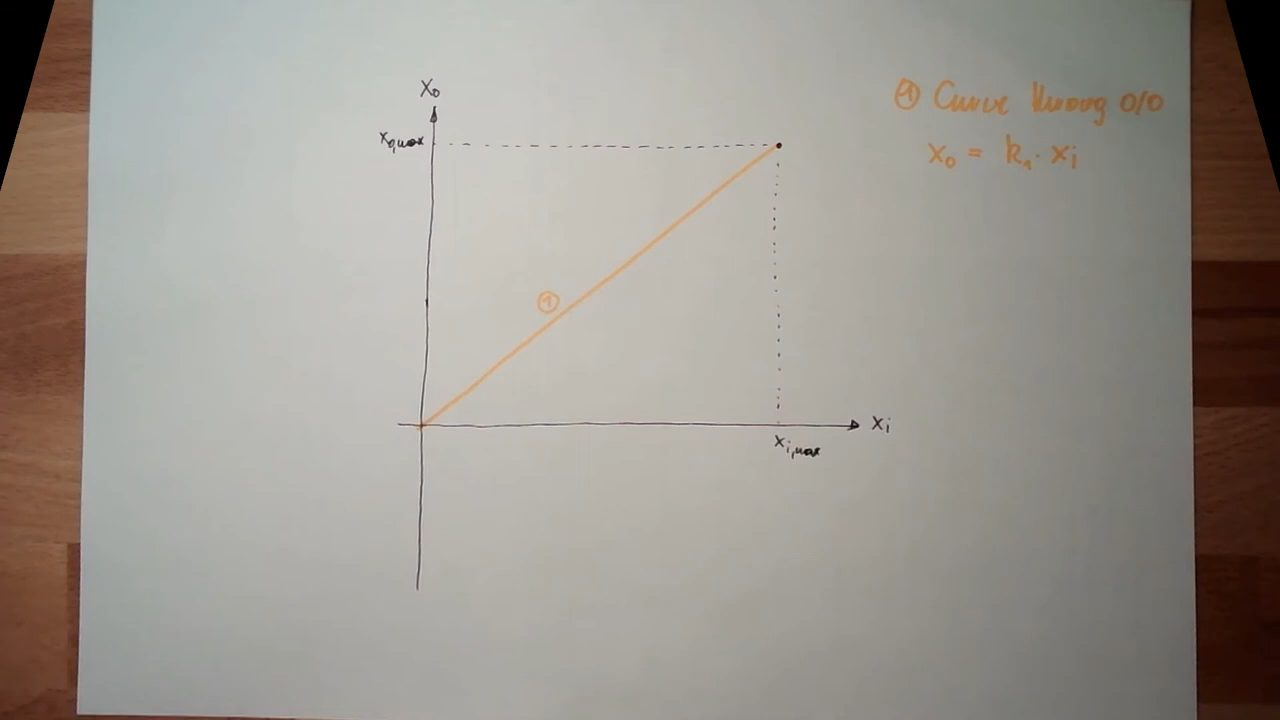 x₀
x₀,max
① Curve through 0/0
x₀ = k₁ · xᵢ
①
xᵢ
xᵢ,max